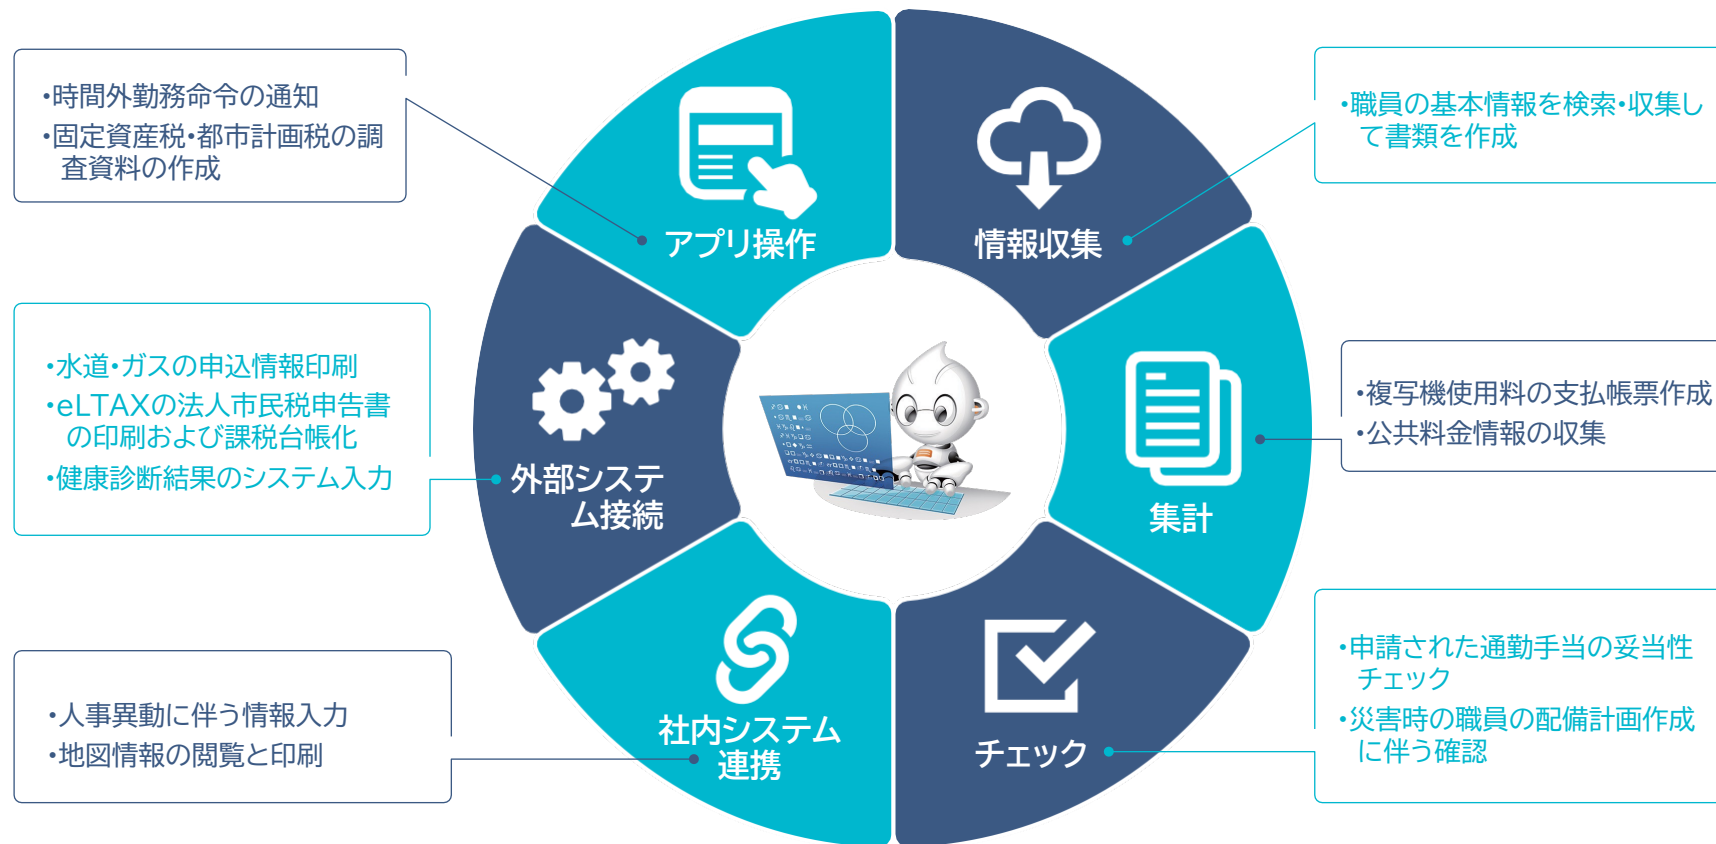 ・時間外勤務命令の通知
・固定資産税・都市計画税の調
査資料の作成
アプリ操作
情報収集
・職員の基本情報を検索・収集し
て書類を作成
・水道・ガスの申込情報印刷
・eLTAXの法人市民税申告書
の印刷および課税台帳化
・健康診断結果のシステム入力
外部システ
ム接続
集計
・複写機使用料の支払帳票作成
・公共料金情報の収集
・人事異動に伴う情報入力
・地図情報の閲覧と印刷
社内システム
連携
チェック
・申請された通勤手当の妥当性
チェック
・災害時の職員の配備計画作成
に伴う確認